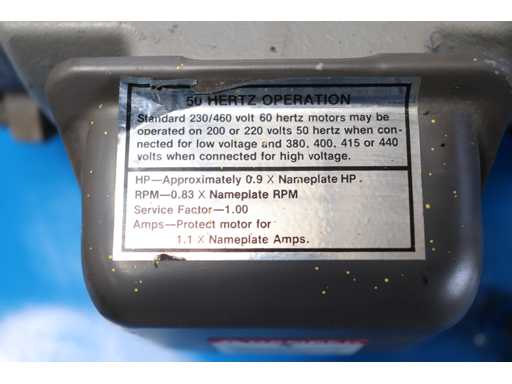 50 HERTZ OPERATION
Standard 230/460 volt 60 hertz motors may be
operated on 200 or 220 volts 50 hertz when con-
nected for low voltage and 380, 400, 415 or 440
volts when connected for high voltage.
HP—Approximately 0.9 X Nameplate HP.
RPM—0.83 X Nameplate RPM
Service Factor—1.00
Amps—Protect motor for
1.1 X Nameplate Amps.